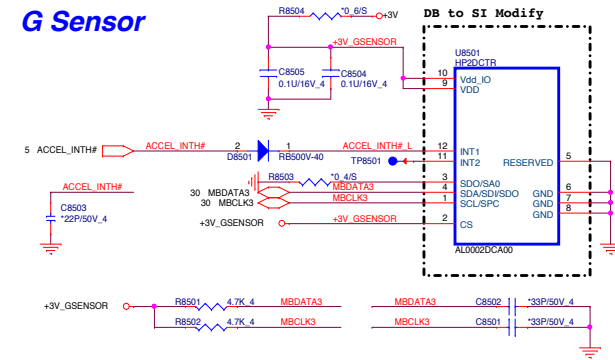 G Sensor
DB to SI Modify
R8504 *0_6/S +3V
+3V_GSENSOR
C8505 0.1U/16V_4
C8504 0.1U/16V_4
U8501
HP2DCTR
10 Vdd_IO
9 VDD
5 ACCEL_INTH# ACCEL_INTH# 2 1 ACCEL_INTH#_L 12 INT1
D8501 RB500V-40
TP8501 11 INT2
RESERVED 5
R8503 *0_4/S 3 SDO/SA0
30 MBDATA3 MBDATA3 4 SDA/SDI/SDO
30 MBCLK3 MBCLK3 1 SCL/SPC
GND 6
GND 7
GND 8
ACCEL_INTH#
C8503
*22P/50V_4
+3V_GSENSOR +3V_GSENSOR 2 CS
AL0002DCA00
+3V_GSENSOR R8501 4.7K_4 MBDATA3 MBDATA3 C8502 *33P/50V_4
R8502 4.7K_4 MBCLK3 MBCLK3 C8501 *33P/50V_4